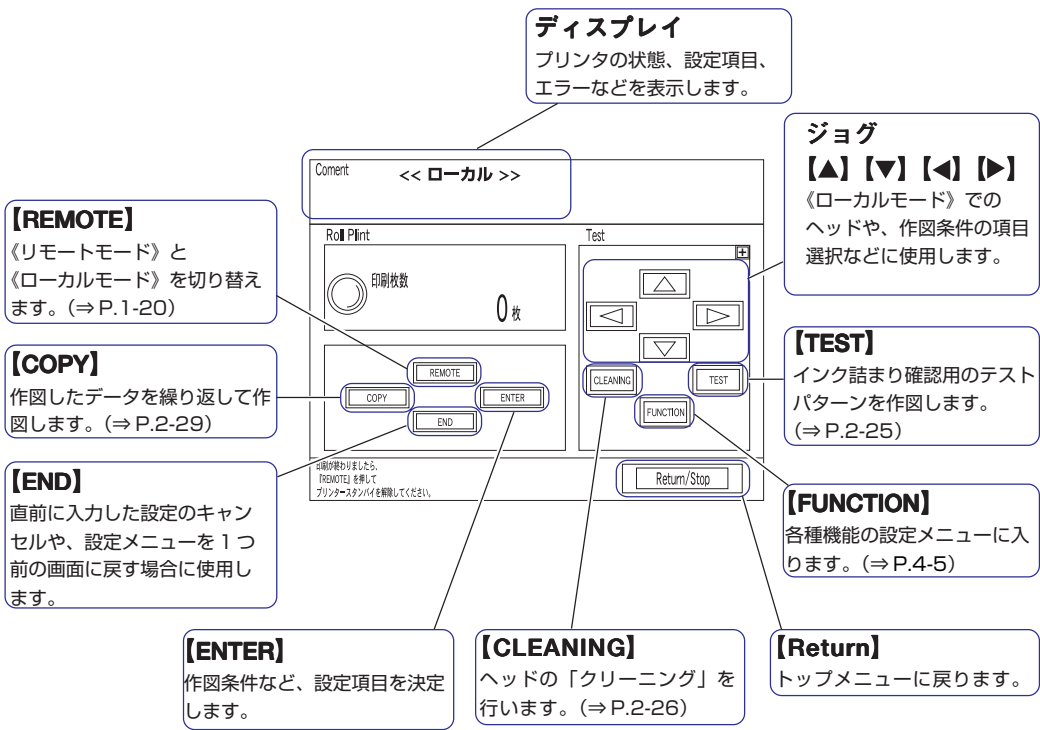 ディスプレイ
プリンタの状態、設定項目、
エラーなどを表示します。
ジョグ
【▲】【▼】【◀】【▶】
《ローカルモード》での
ヘッドや、作図条件の項目
選択などに使用します。
Coment
<< ローカル >>
【REMOTE】
《リモートモード》と
《ローカルモード》を切り替え
ます。(⇒P.1-20)
Roll Plint
印刷枚数
0 枚
Test
【COPY】
作図したデータを繰り返して作
図します。(⇒P.2-29)
REMOTE
COPY
ENTER
END
CLEANING
TEST
FUNCTION
【TEST】
インク詰まり確認用のテスト
パターンを作図します。
(⇒P.2-25)
【END】
直前に入力した設定のキャン
セルや、設定メニューを１つ
前の画面に戻す場合に使用し
ます。
印刷が終わりましたら、
『REMOTE』を押して
プリンタースタンバイを解除してください。
Return/Stop
【FUNCTION】
各種機能の設定メニューに入
ります。(⇒P.4-5)
【ENTER】
作図条件など、設定項目を決定
します。
【CLEANING】
ヘッドの「クリーニング」を
行います。(⇒P.2-26)
【Return】
トップメニューに戻ります。